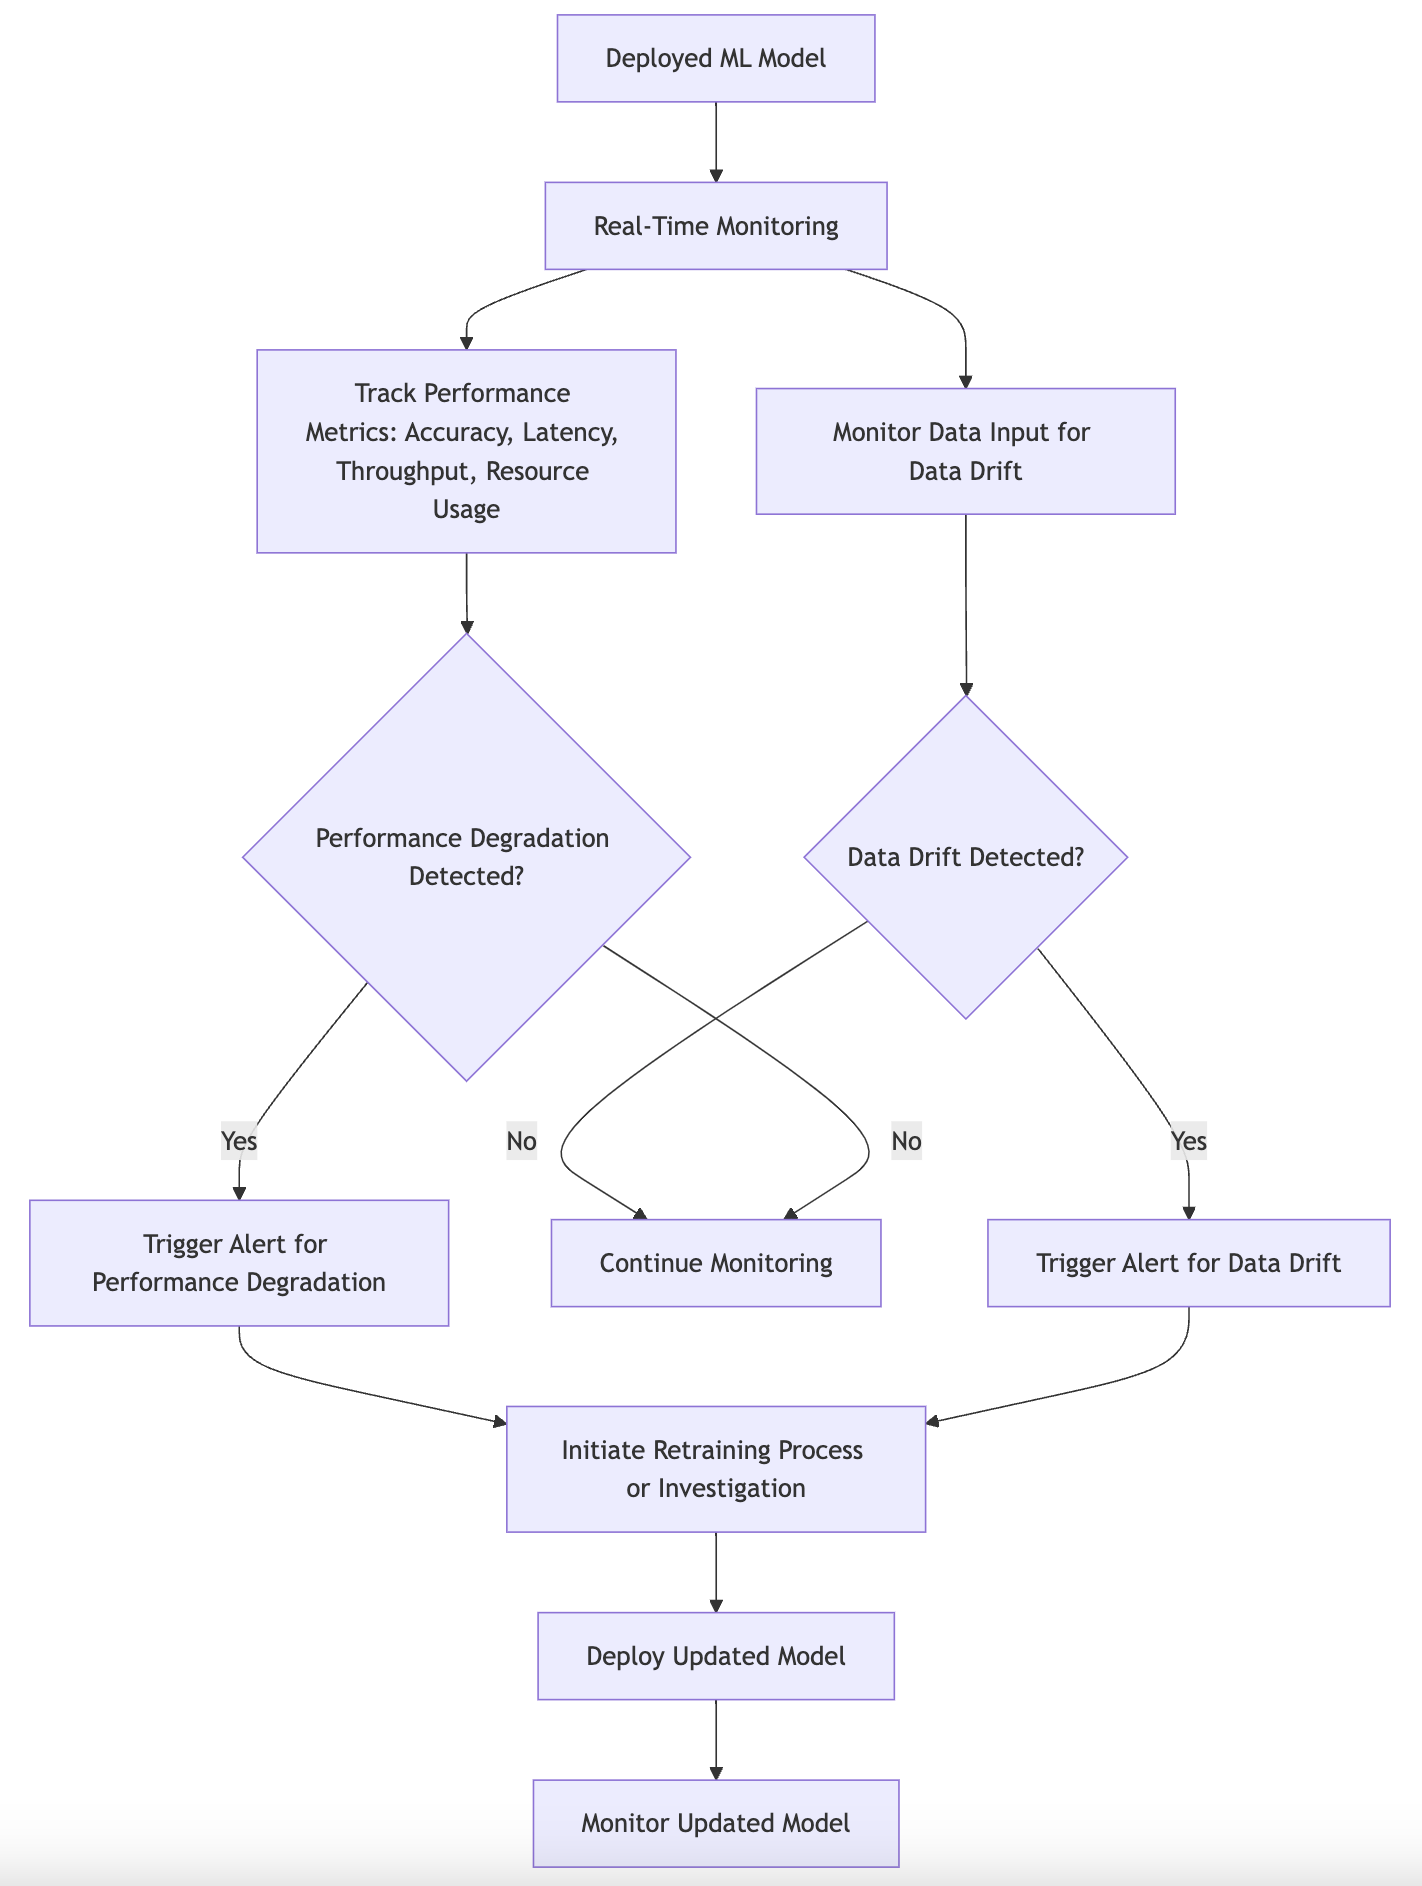 Deployed ML Model
Real-Time Monitoring
Track Performance
Metrics: Accuracy, Latency,
Throughput, Resource
Usage
Monitor Data Input for
Data Drift
Performance Degradation
Detected?
Data Drift Detected?
Yes
No
No
Yes
Trigger Alert for
Performance Degradation
Continue Monitoring
Trigger Alert for Data Drift
Initiate Retraining Process
or Investigation
Deploy Updated Model
Monitor Updated Model